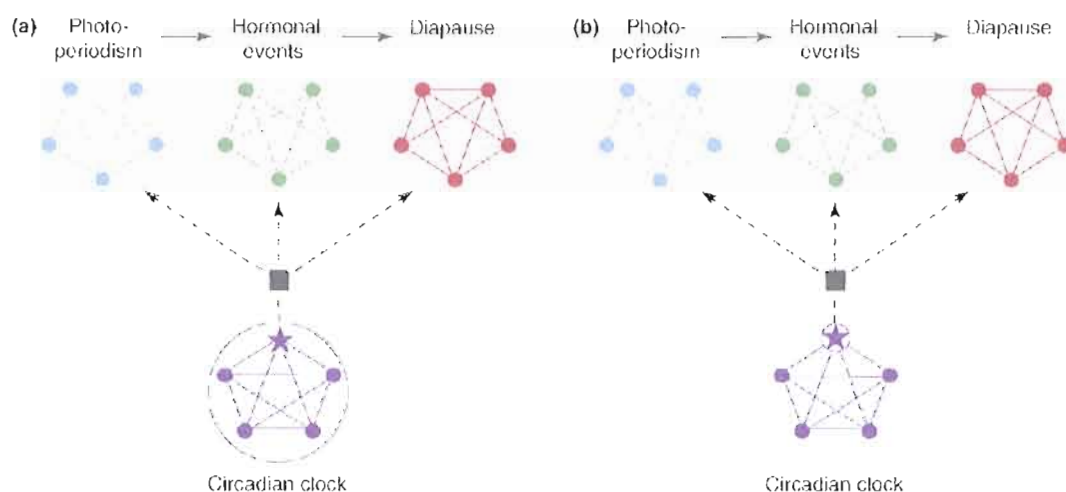 (a) Photo-
periodism
Hormonal
events
Diapause
Circadian clock
(b) Photo-
periodism
Hormonal
events
Diapause
Circadian clock